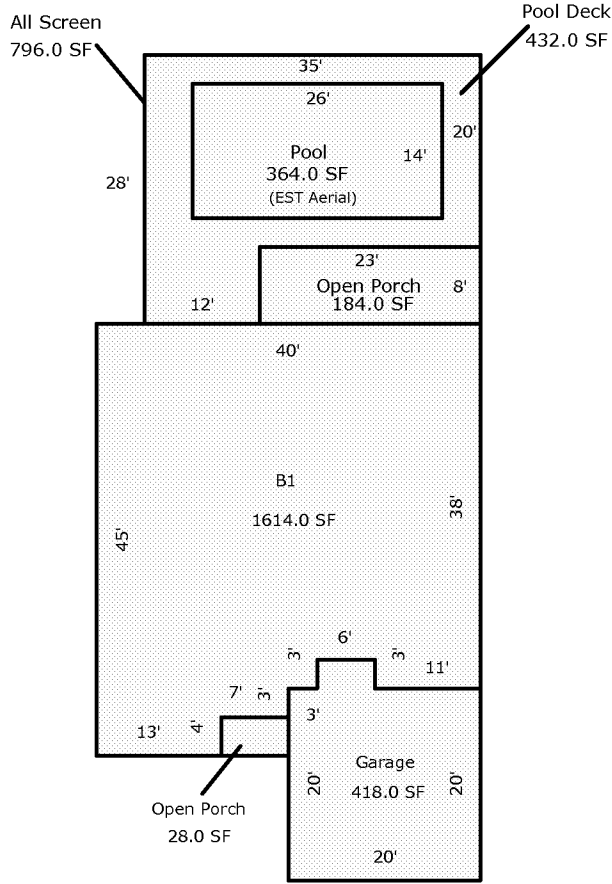 All Screen
796.0 SF
Pool Deck
432.0 SF
35'
26'
20'
Pool
14'
364.0 SF
(EST Aerial)
28'
23'
Open Porch
8'
184.0 SF
12'
40'
B1
1614.0 SF
38'
45'
6'
3'
3'
11'
7'
3'
3'
4'
13'
Garage
418.0 SF
20'
20'
Open Porch
28.0 SF
20'